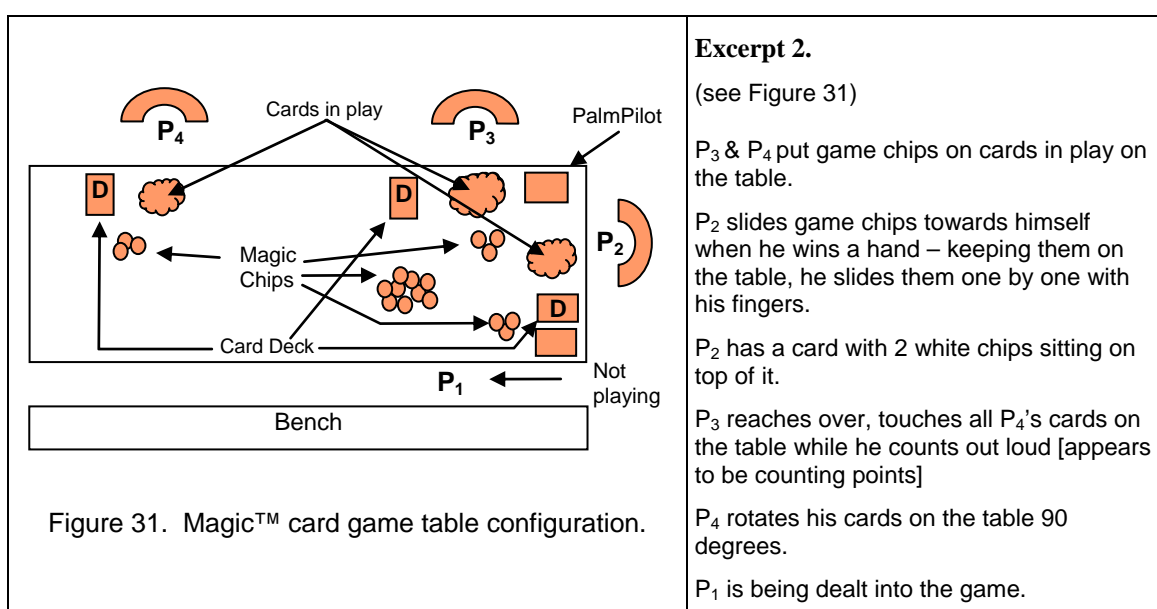 Cards in play
PalmPilot
P4
P3
D
D
P2
Magic
Chips
D
Card Deck
P1
Not
playing
Bench
Figure 31. Magic™ card game table configuration.
Excerpt 2.
(see Figure 31)
P3 & P4 put game chips on cards in play on
the table.
P2 slides game chips towards himself
when he wins a hand – keeping them on
the table, he slides them one by one with
his fingers.
P2 has a card with 2 white chips sitting on
top of it.
P3 reaches over, touches all P4's cards on
the table while he counts out loud [appears
to be counting points]
P4 rotates his cards on the table 90
degrees.
P1 is being dealt into the game.